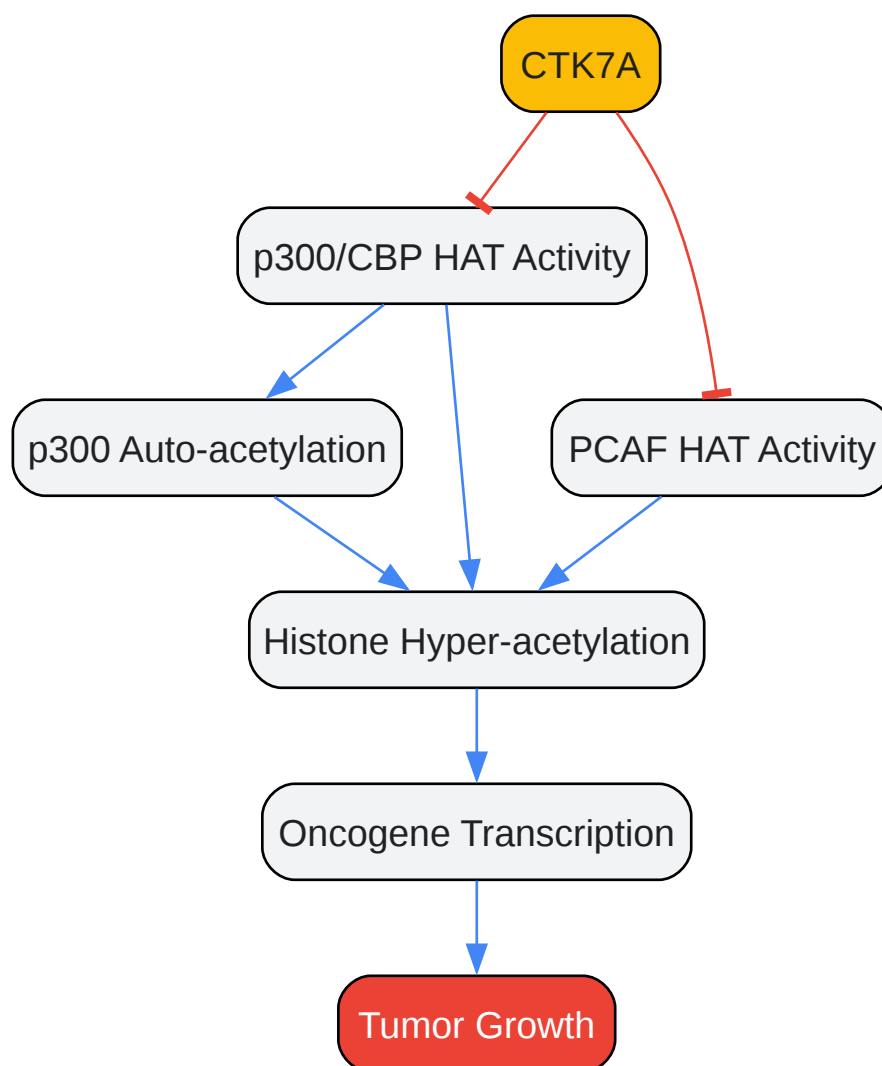 CTK7A
p300/CBP HAT Activity
p300 Auto-acetylation
PCAF HAT Activity
Histone Hyper-acetylation
Oncogene Transcription
Tumor Growth